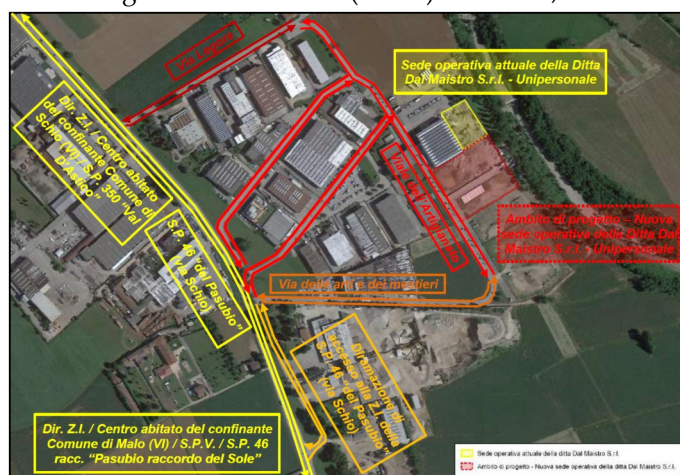 Via
Sede operativa attuale della Ditta
Dal Maistro S.r.l. - Unipersonale
Dir. Z.I. / Centro abitato
del confinante Comune di
Schio (VI) / S.P. 350 "Val
D'Astico"
S.P. 46 "del Pasubio"
(via Schio)
Viale dell'Artigianato
Ambito di progetto – Nuova
sede operativa della Ditta Dal
Maistro S.r.l. - Unipersonale
Via delle arti e dei mestieri
Diramazione di
accesso alla Z.I. della
S.P. 46 "del Pasubio"
(via Schio)
Dir. Z.I. / Centro abitato del confinante
Comune di Malo (VI) / S.P.V. / S.P. 46
racc. "Pasubio raccordo del Sole"
Sede operativa attuale della ditta Dal Maistro S.r.l.
Ambito di progetto - Nuova sede operativa della ditta Dal Maistro S.r.l.